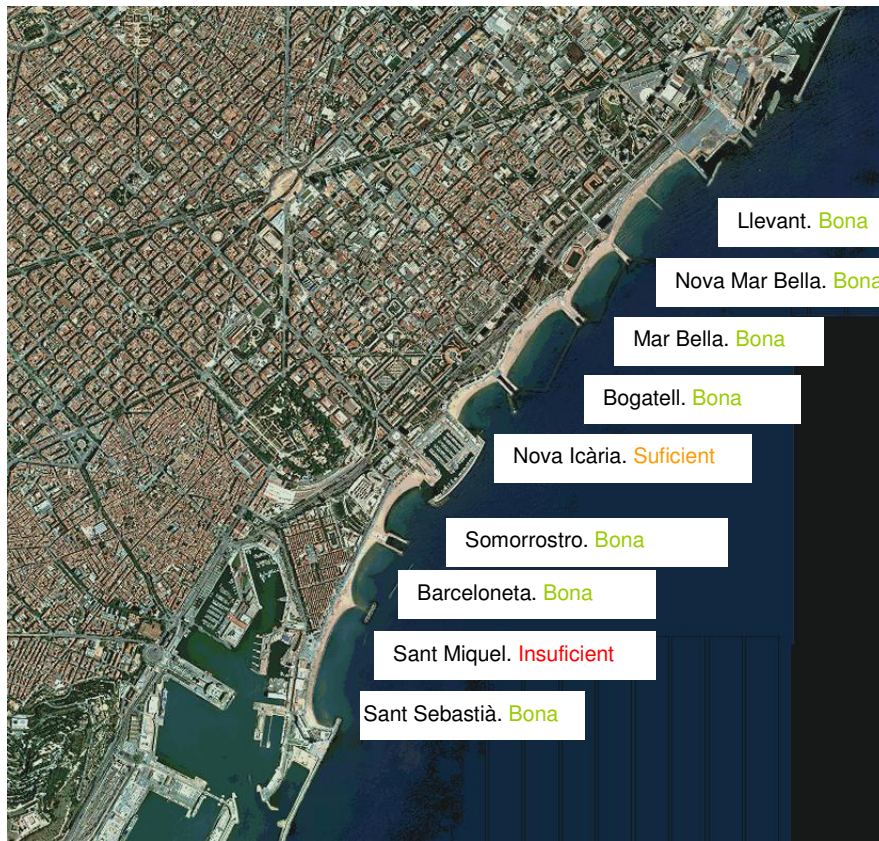 Llevant. Bona
Nova Mar Bella. Bona
Mar Bella. Bona
Bogatell. Bona
Nova Icària. Suficient
Somorrostro. Bona
Barceloneta. Bona
Sant Miquel. Insuficient
Sant Sebastià. Bona